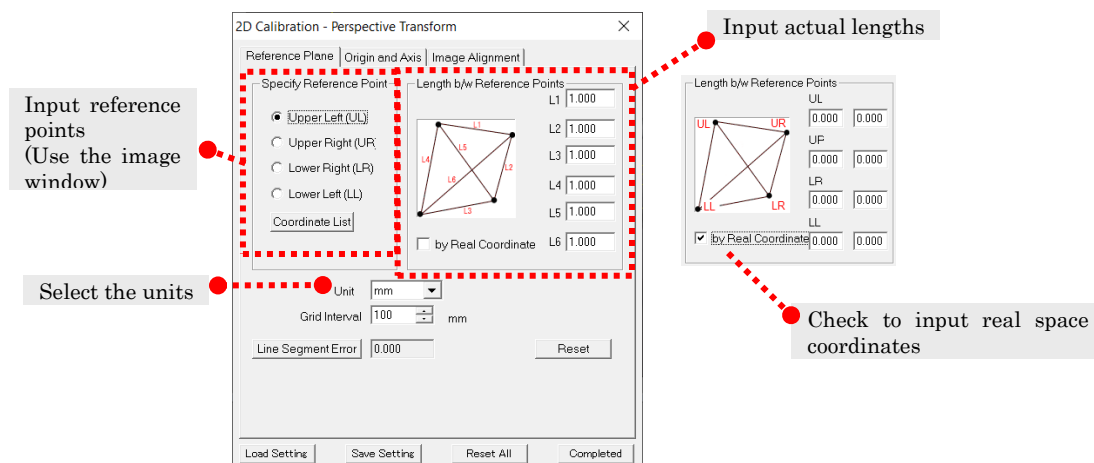 Input actual lengths
2D Calibration - Perspective Transform
Reference Plane Origin and Axis Image Alignment
Input reference
points
(Use the image
window)
Specify Reference Point
Upper Left (UL)
Upper Right (UR)
Lower Right (LR)
Lower Left (LL)
Coordinate List
Length b/w Reference Points
L1 1.000
L2 1.000
L3 1.000
L4 1.000
L5 1.000
L6 1.000
L1
L4
L5
L2
L6
L3
by Real Coordinate
Length b/w Reference Points
UL
0.000 0.000
UR
0.000 0.000
LR
0.000 0.000
LL
0.000 0.000
UL
UR
LL
LR
by Real Coordinate
Select the units
Unit mm
Grid Interval 100 mm
Line Segment Error 0.000 Reset
Check to input real space
coordinates
Load Setting Save Setting Reset All Completed